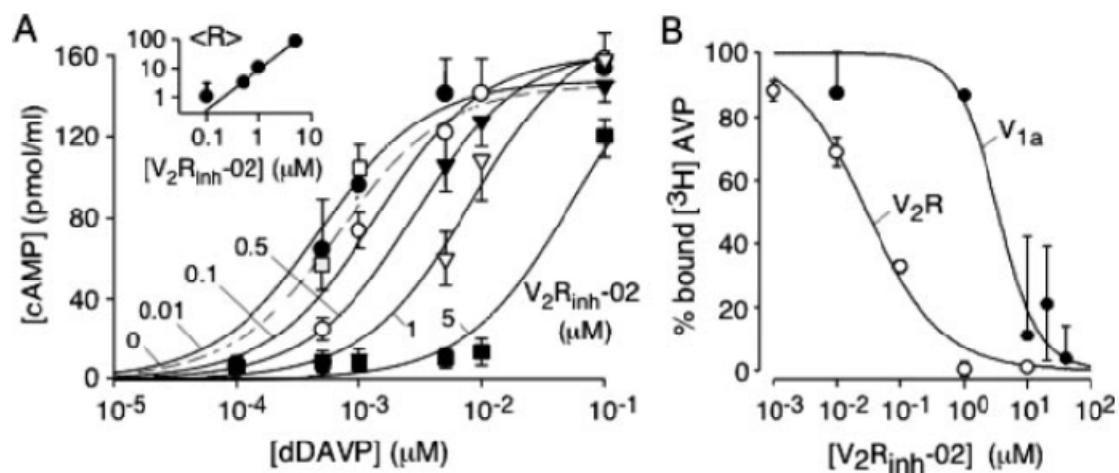 A
<R>
100
10
1
0.1 1 10
[V₂Rinh-02] (μM)
[cAMP] (pmol/ml)
160
120
80
40
0
0
0.01
0.1
0.5
1
5
V₂Rinh-02
(μM)
10⁻⁵ 10⁻⁴ 10⁻³ 10⁻² 10⁻¹
[dDAVP] (μM)
B
% bound [³H] AVP
100
80
60
40
20
0
V1a
V₂R
10⁻³ 10⁻² 10⁻¹ 10⁰ 10¹ 10²
[V₂Rinh-02] (μM)